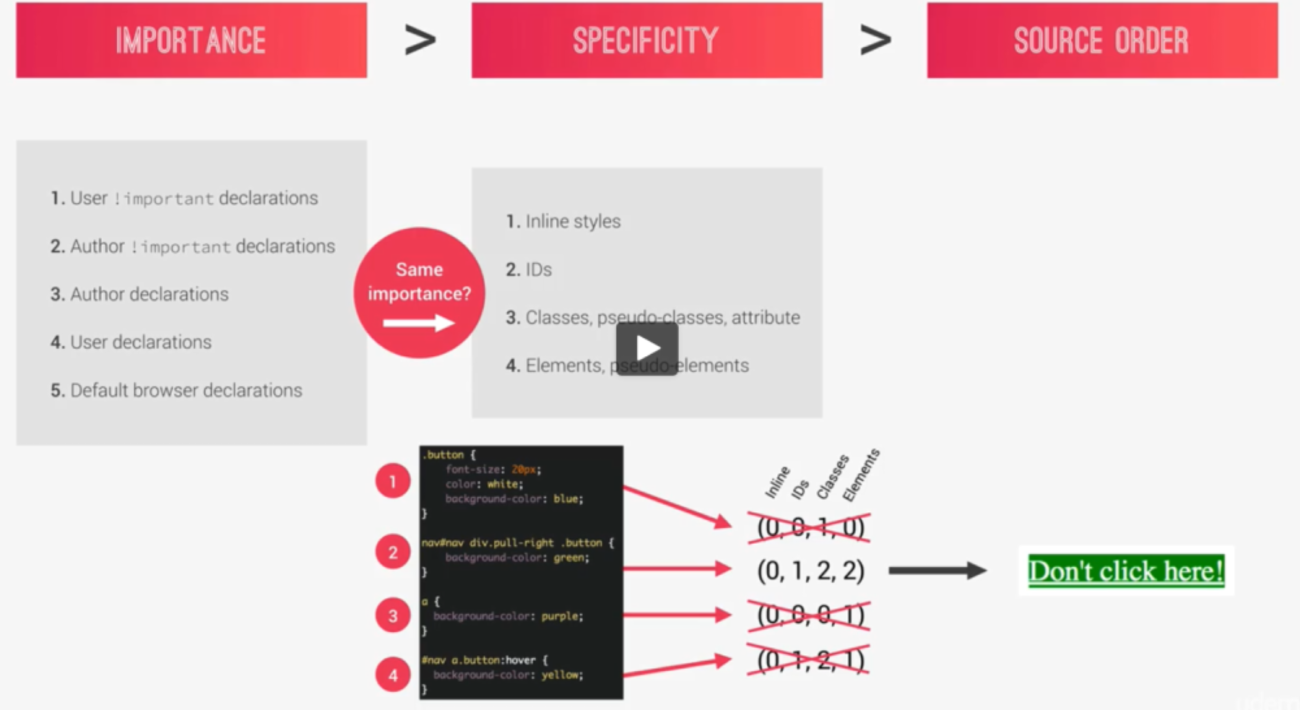 IMPORTANCE > SPECIFICITY > SOURCE ORDER
1. User !important declarations
2. Author !important declarations
3. Author declarations
4. User declarations
5. Default browser declarations
Same
importance?
1. Inline styles
2. IDs
3. Classes, pseudo-classes, attribute
4. Elements, pseudo-elements
1
.button {
font-size: 20px;
color: white;
background-color: blue;
}
2
nav#nav div.pull-right .button {
background-color: green;
}
3
a {
background-color: purple;
}
4
#nav a.button:hover {
background-color: yellow;
}
Inline
IDs
Classes
Elements
(0, 0, 1, 0)
(0, 1, 2, 2)
(0, 0, 0, 1)
(0, 1, 2, 1)
Don't click here!